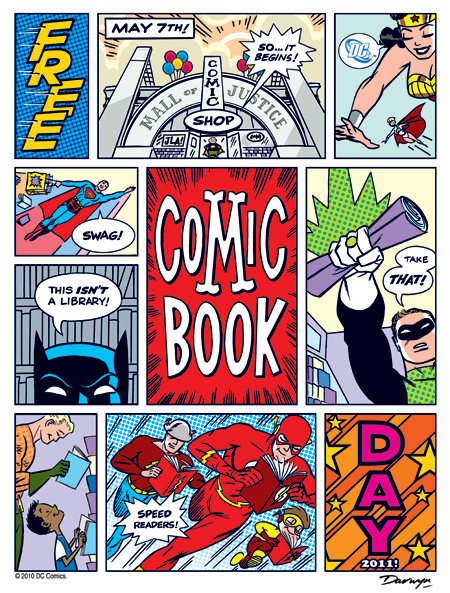 FREE
MAY 7TH!
SO...IT
BEGINS!
MALL OF JUSTICE
COMIC
SHOP
JLA!
DC
SWAG!
COMIC
BOOK
TAKE
THAT!
THIS ISN'T
A LIBRARY!
SPEED
READERS!
DAY
2011!
© 2010 DC Comics.
Darwyn